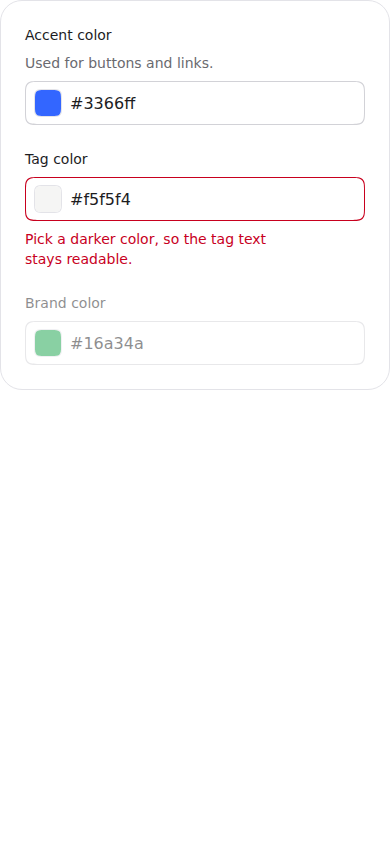 Accent color
Used for buttons and links.
#3366ff
Tag color
#f5f5f4
Pick a darker color, so the tag text
stays readable.
Brand color
#16a34a